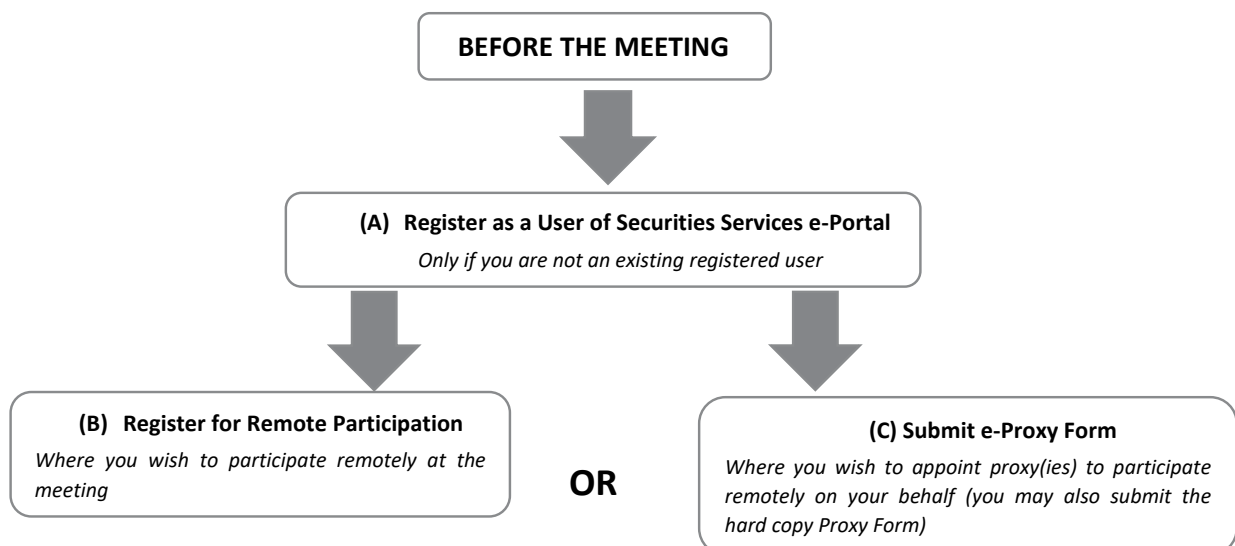 BEFORE THE MEETING
(A) Register as a User of Securities Services e-Portal
Only if you are not an existing registered user
(B) Register for Remote Participation
Where you wish to participate remotely at the
meeting
OR
(C) Submit e-Proxy Form
Where you wish to appoint proxy(ies) to participate
remotely on your behalf (you may also submit the
hard copy Proxy Form)